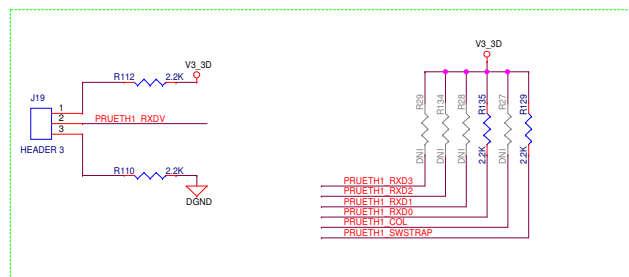 R112
2.2K
V3_3D
J19
1
2
3
PRUETH1_RXDV
HEADER 3
R110
2.2K
DGND
V3_3D
R29
R134
R28
R135
R27
R129
DNI
DNI
DNI
2.2K
DNI
2.2K
PRUETH1_RXD3
PRUETH1_RXD2
PRUETH1_RXD1
PRUETH1_RXD0
PRUETH1_COL
PRUETH1_SWSTRAP